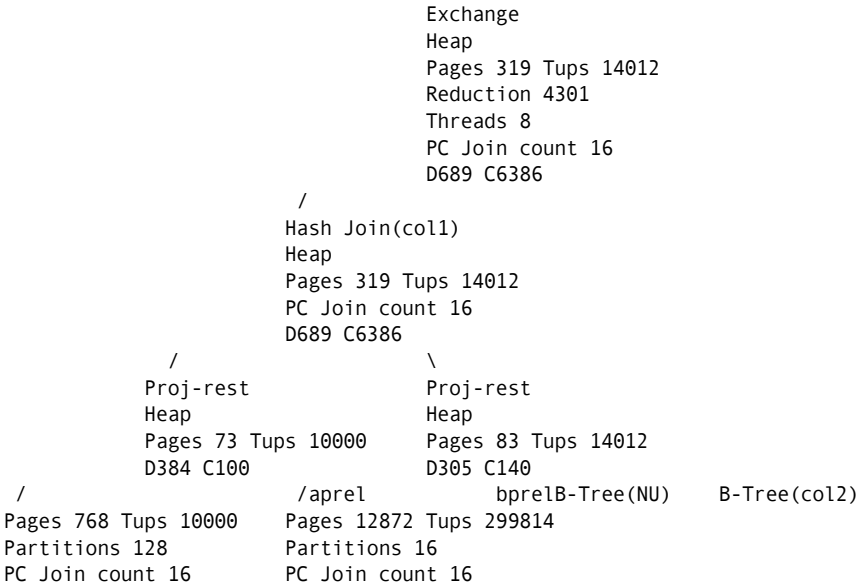 Exchange
Heap
Pages 319 Tups 14012
Reduction 4301
Threads 8
PC Join count 16
D689 C6386
/
Hash Join(col1)
Heap
Pages 319 Tups 14012
PC Join count 16
D689 C6386
/ \
Proj-rest Proj-rest
Heap Heap
Pages 73 Tups 10000 Pages 83 Tups 14012
D384 C100 D305 C140
/ /aprel bprelB-Tree(NU) B-Tree(col2)
Pages 768 Tups 10000 Pages 12872 Tups 299814
Partitions 128 Partitions 16
PC Join count 16 PC Join count 16